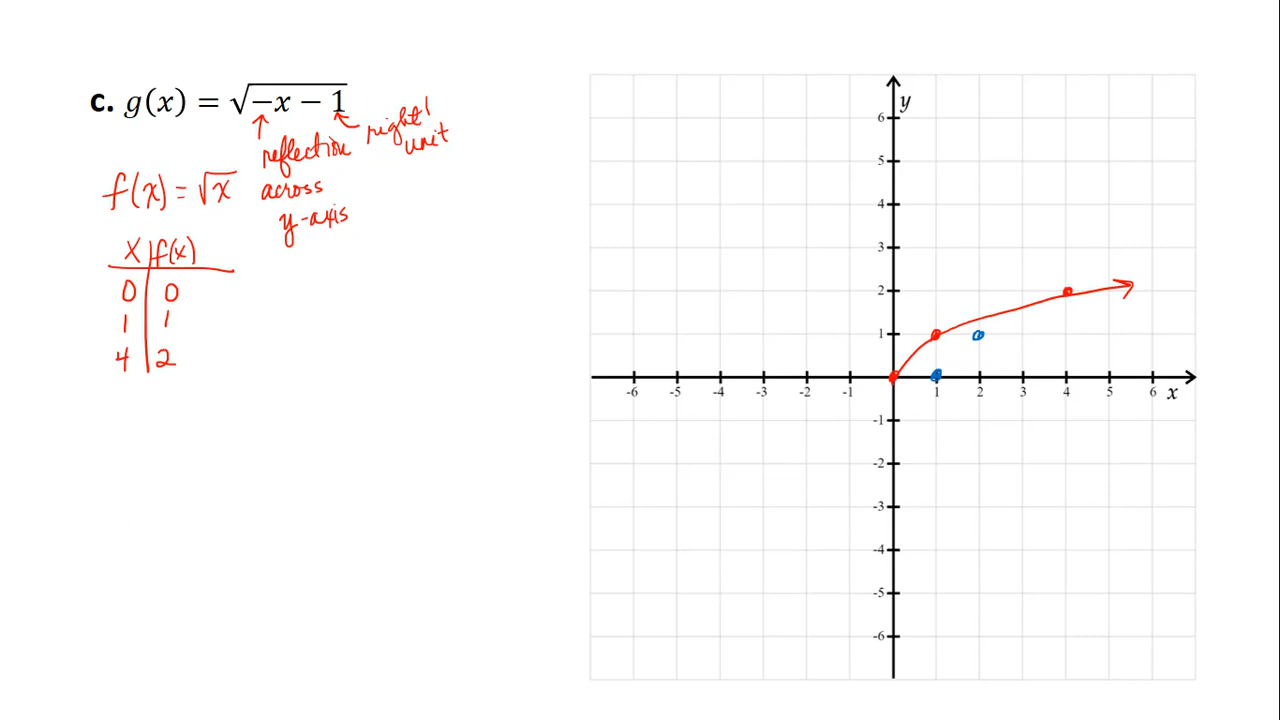 c. g(x) = √(−x − 1)
right 1
unit
reflection
across
y-axis
f(x) = √x
x f(x)
0 0
1 1
4 2
y
6
5
4
3
2
1
-6 -5 -4 -3 -2 -1 1 2 3 4 5 6 x
-1
-2
-3
-4
-5
-6